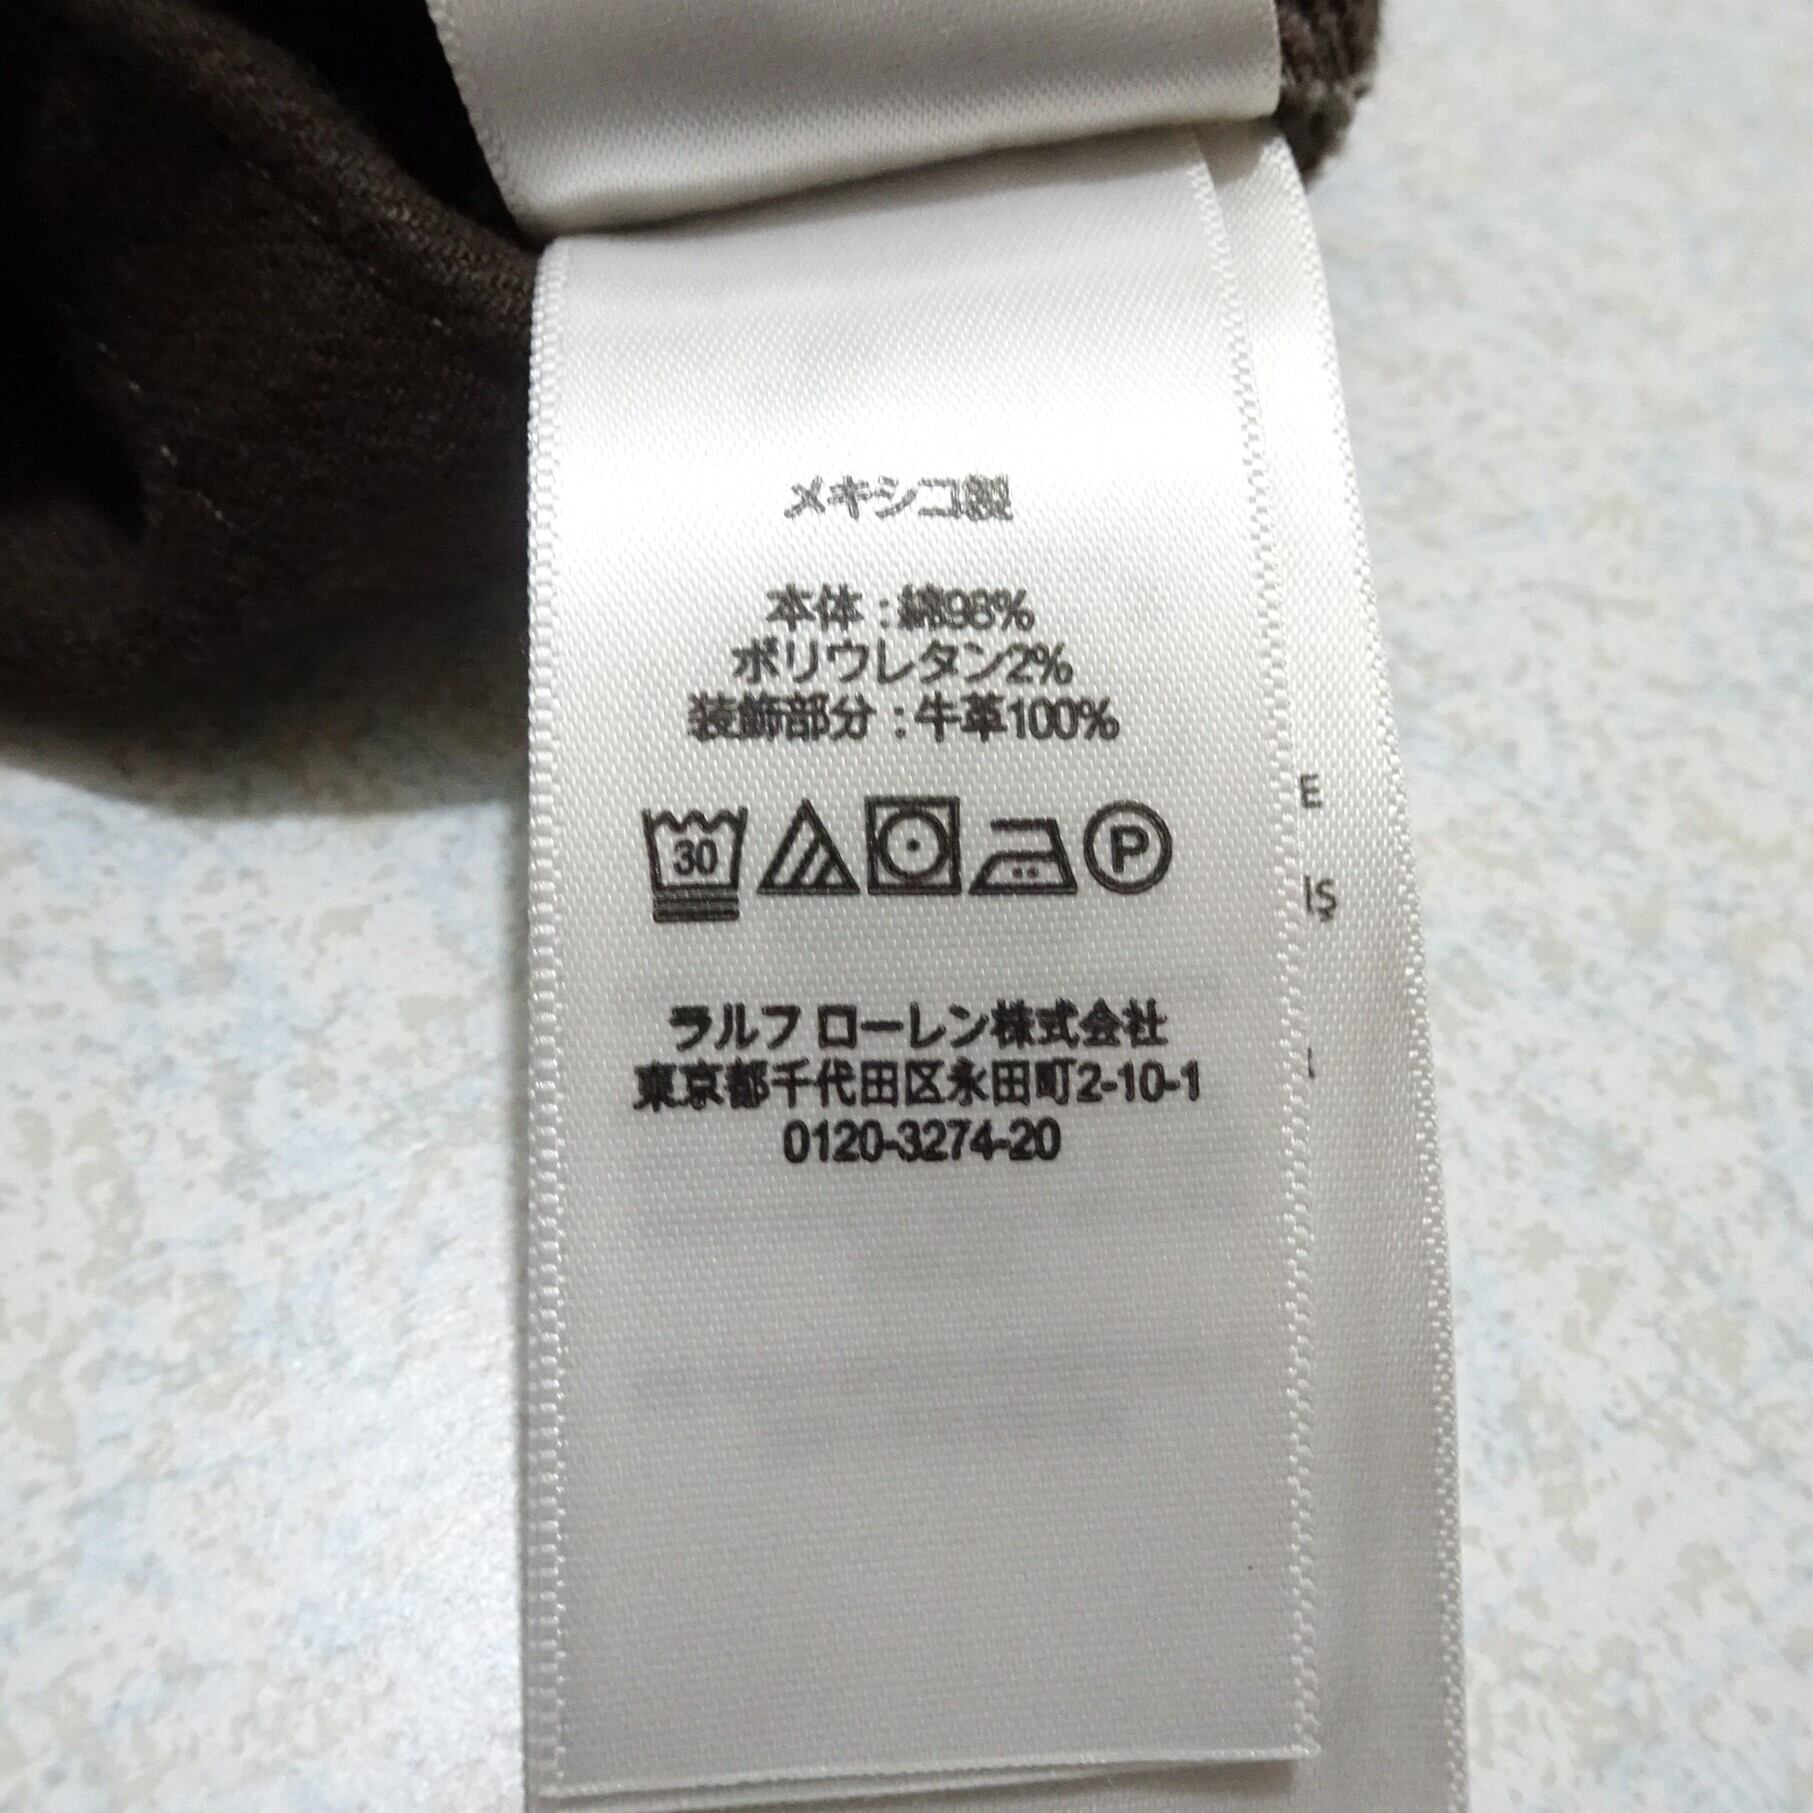 メキシコ製
本体 : 綿98%
ポリウレタン2%
装飾部分 : 牛革100%
30
P
ラルフ ローレン株式会社
東京都千代田区永田町2-10-1
0120-3274-20
E
IŞ